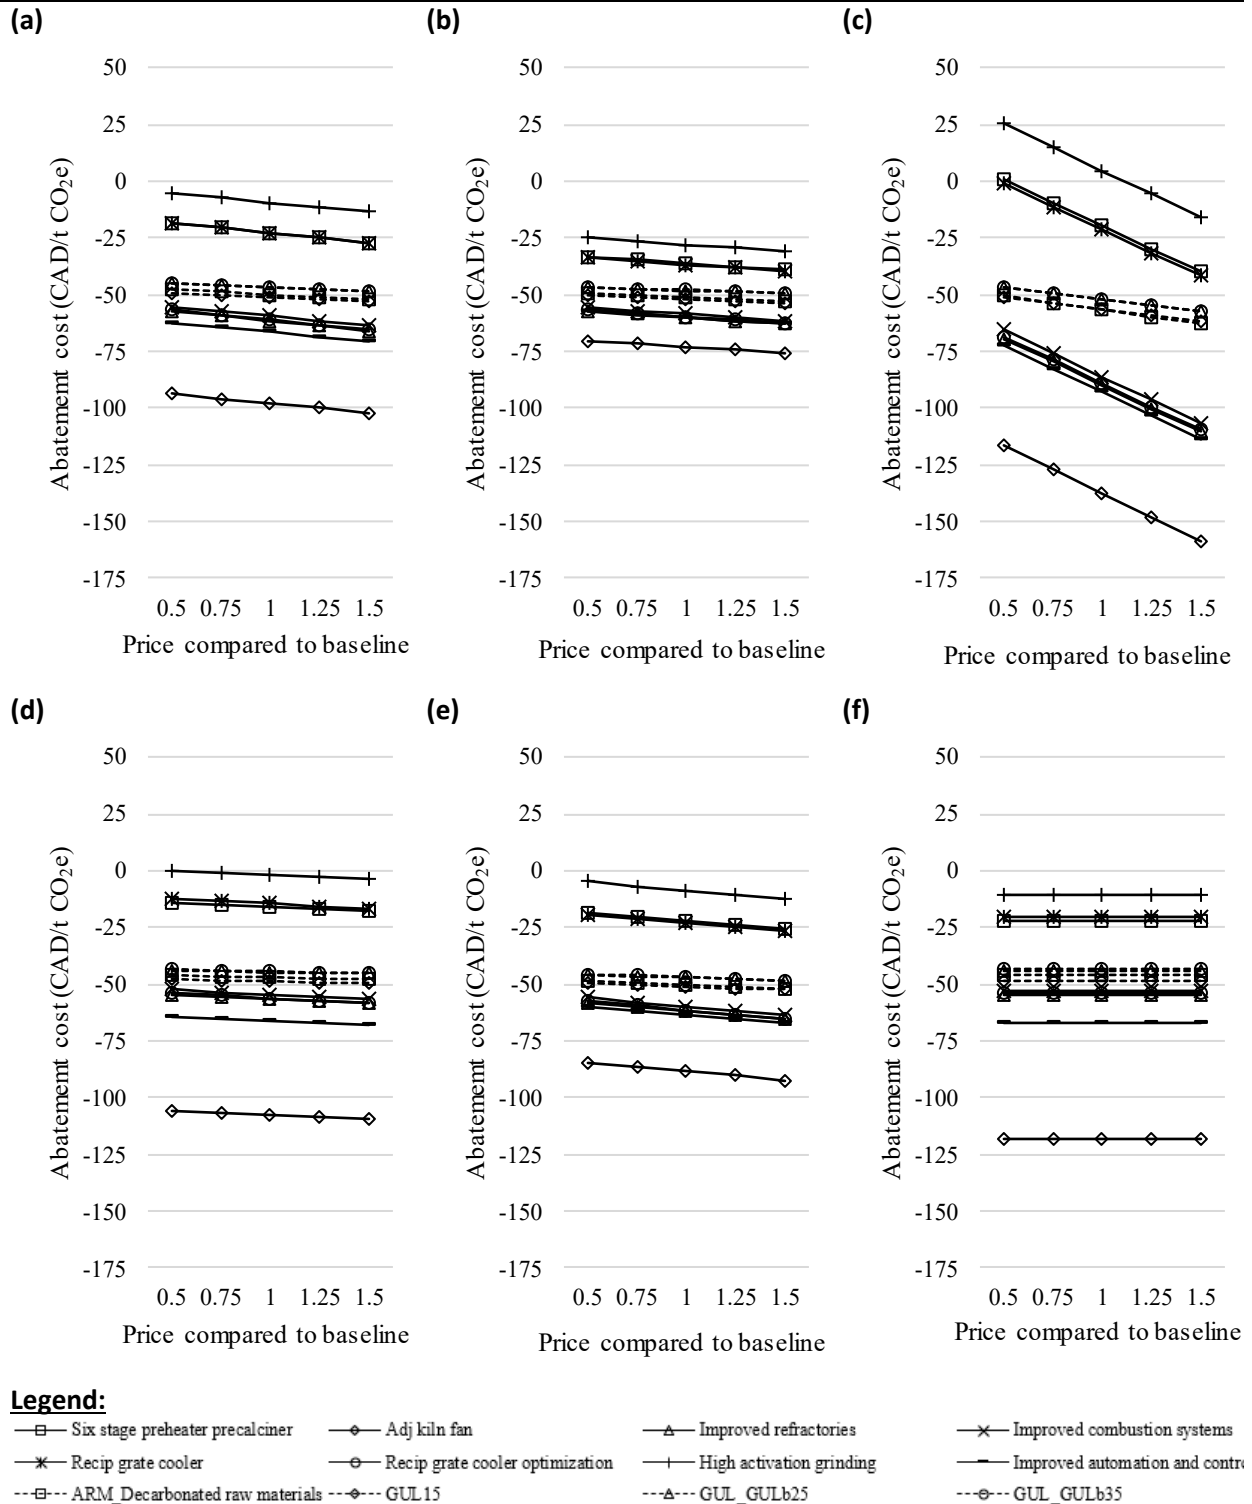 (a)
(b)
(c)
50
25
0
-25
-50
-75
-100
-125
-150
-175
Abatememt cost (CAD/t CO₂e)
0.5 0.75 1 1.25 1.5
Price compared to baseline
50
25
0
-25
-50
-75
-100
-125
-150
-175
Abatememt cost (CAD/t CO₂e)
0.5 0.75 1 1.25 1.5
Price compared to baseline
50
25
0
-25
-50
-75
-100
-125
-150
-175
Abatememt cost (CAD/t CO₂e)
0.5 0.75 1 1.25 1.5
Price compared to baseline
(d)
(e)
(f)
50
25
0
-25
-50
-75
-100
-125
-150
-175
Abatememt cost (CAD/t CO₂e)
0.5 0.75 1 1.25 1.5
Price compared to baseline
50
25
0
-25
-50
-75
-100
-125
-150
-175
Abatememt cost (CAD/t CO₂e)
0.5 0.75 1 1.25 1.5
Price compared to baseline
50
25
0
-25
-50
-75
-100
-125
-150
-175
Abatememt cost (CAD/t CO₂e)
0.5 0.75 1 1.25 1.5
Price compared to baseline
Legend:
Six stage preheater precalciner Adj kiln fan Improved refractories Improved combustion systems
Recip grate cooler Recip grate cooler optimization High activation grinding Improved automation and contro
ARM_Decarbonated raw materials GUL15 GUL_GULb25 GUL_GULb35